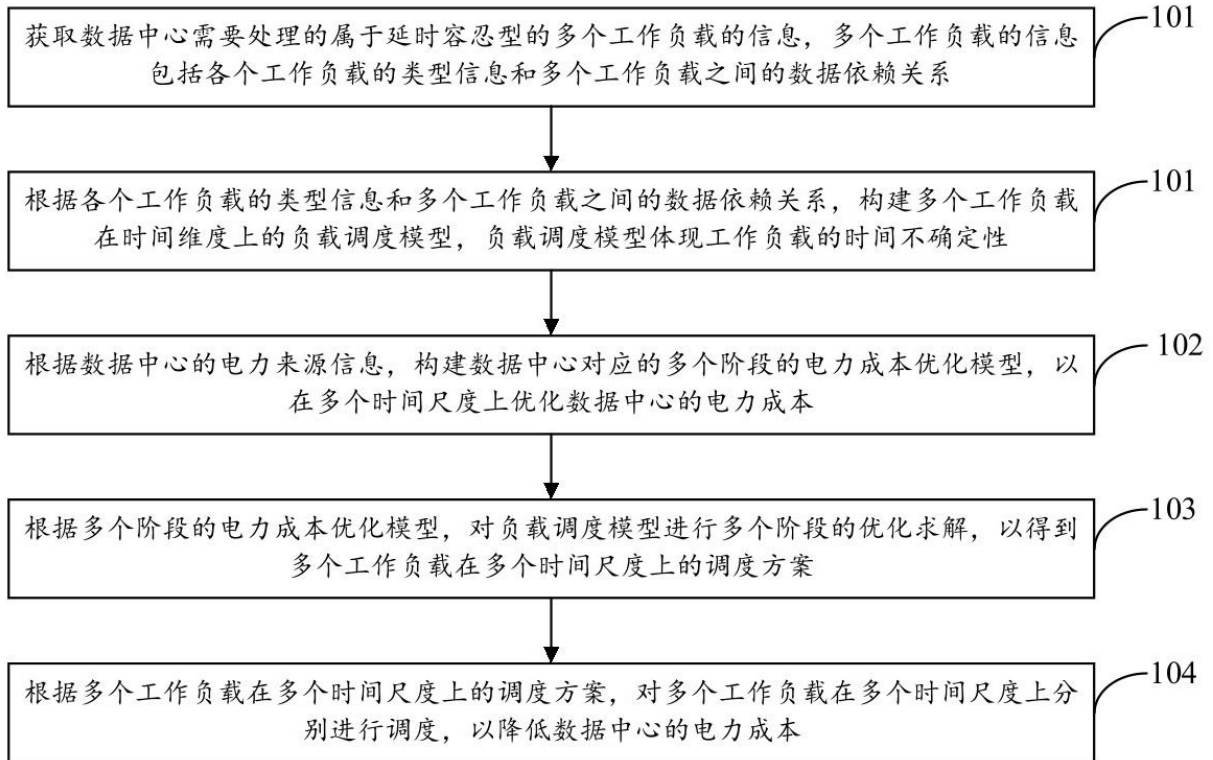 获取数据中心需要处理的属于延时容忍型的多个工作负载的信息，多个工作负载的信息
包括各个工作负载的类型信息和多个工作负载之间的数据依赖关系
101
根据各个工作负载的类型信息和多个工作负载之间的数据依赖关系，构建多个工作负载
在时间维度上的负载调度模型，负载调度模型体现工作负载的时间不确定性
101
根据数据中心的电力来源信息，构建数据中心对应的多个阶段的电力成本优化模型，以
在多个时间尺度上优化数据中心的电力成本
102
根据多个阶段的电力成本优化模型，对负载调度模型进行多个阶段的优化求解，以得到
多个工作负载在多个时间尺度上的调度方案
103
根据多个工作负载在多个时间尺度上的调度方案，对多个工作负载在多个时间尺度上分
别进行调度，以降低数据中心的电力成本
104